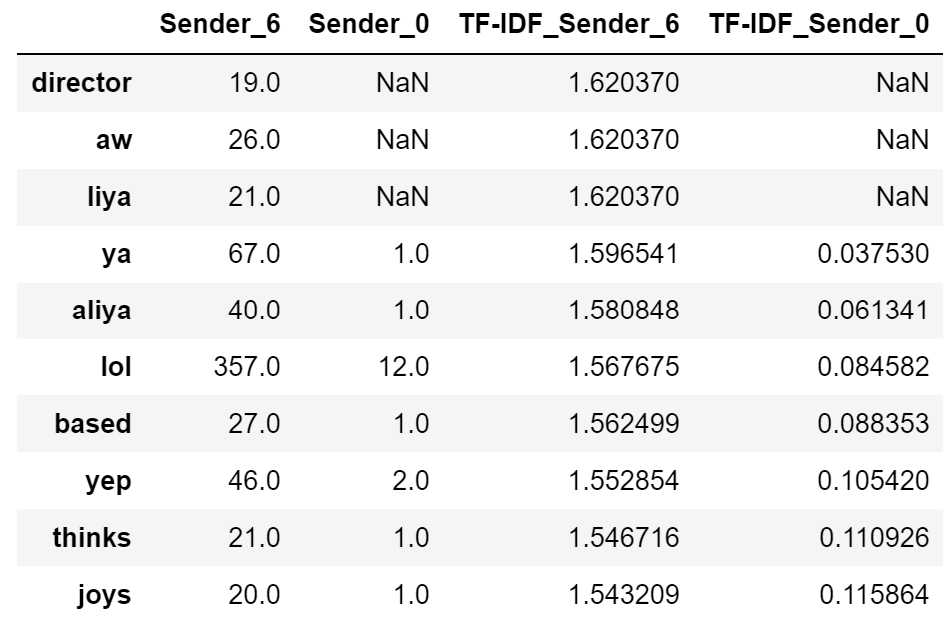 Sender_6 Sender_0 TF-IDF_Sender_6 TF-IDF_Sender_0
director 19.0 NaN 1.620370 NaN
aw 26.0 NaN 1.620370 NaN
liya 21.0 NaN 1.620370 NaN
ya 67.0 1.0 1.596541 0.037530
aliya 40.0 1.0 1.580848 0.061341
lol 357.0 12.0 1.567675 0.084582
based 27.0 1.0 1.562499 0.088353
yep 46.0 2.0 1.552854 0.105420
thinks 21.0 1.0 1.546716 0.110926
joys 20.0 1.0 1.543209 0.115864